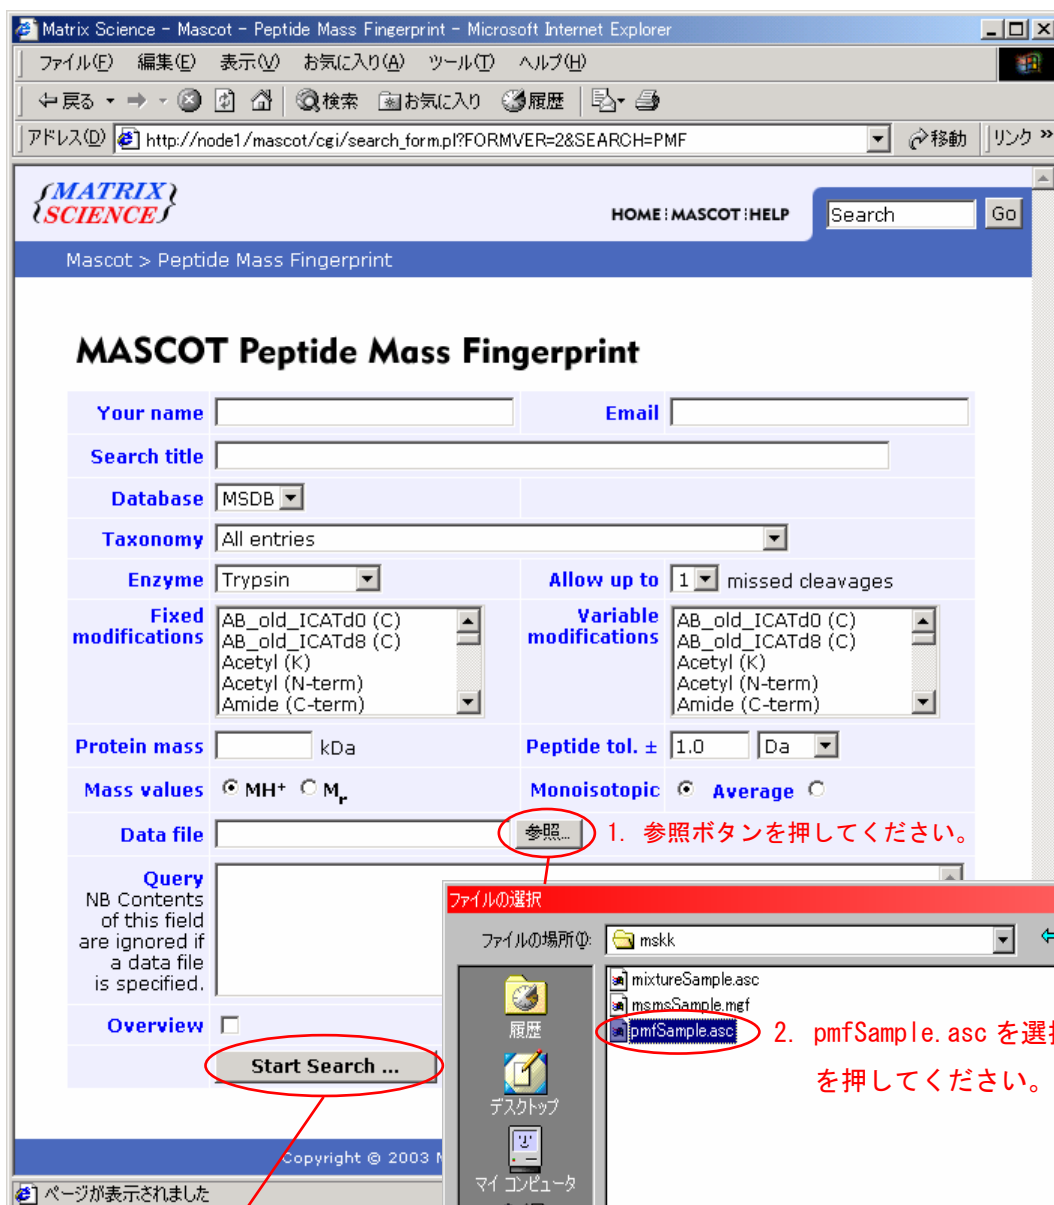 Matrix Science - Mascot - Peptide Mass Fingerprint - Microsoft Internet Explorer
ファイル(F) 編集(E) 表示(V) お気に入り(A) ツール(T) ヘルプ(H)
戻る 検索 お気に入り 履歴
アドレス(D) http://node1/mascot/cgi/search_form.pl?FORMVER=2&SEARCH=PMF 移動 リンク »
{MATRIX}
{SCIENCE}
HOME MASCOT HELP Search Go
Mascot > Peptide Mass Fingerprint
MASCOT Peptide Mass Fingerprint
Your name Email
Search title
Database MSDB
Taxonomy All entries
Enzyme Trypsin Allow up to 1 missed cleavages
Fixed modifications
AB_old_ICATd0 (C)
AB_old_ICATd8 (C)
Acetyl (K)
Acetyl (N-term)
Amide (C-term)
Variable modifications
AB_old_ICATd0 (C)
AB_old_ICATd8 (C)
Acetyl (K)
Acetyl (N-term)
Amide (C-term)
Protein mass kDa Peptide tol. ± 1.0 Da
Mass values MH+ Mr Monoisotopic Average
Data file 参照... 1. 参照ボタンを押してください。
Query
NB Contents
of this field
are ignored if
a data file
is specified.
Overview
Start Search ...
ファイルの選択
ファイルの場所(I): mskk
mixtureSample.asc
msmsSample.mgf
pmfSample.asc
2. pmfSample.asc を選
を押してください。
履歴
デスクトップ
マイ コンピュータ
Copyright © 2003
ページが表示されました